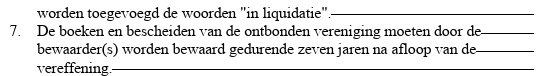 worden toegevoegd de woorden "in liquidatie".
7. De boeken en bescheiden van de ontbonden vereniging moeten door de
bewaarder(s) worden bewaard gedurende zeven jaren na afloop van de
vereffening.